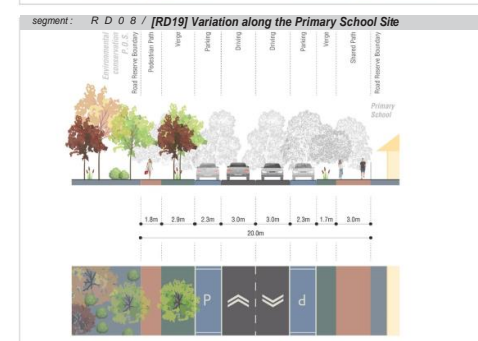 segment: R D 0 8 / [RD19] Variation along the Primary School Site
Environmental
conservation
P.O.S.
Road Reserve Boundary
Pedestrian Path
Verge
Parking
Driving
Driving
Parking
Verge
Shared Path
Road Reserve Boundary
Primary
School
1.8m 2.9m 2.3m 3.0m 3.0m 2.3m 1.7m 3.0m
20.0m
P
P